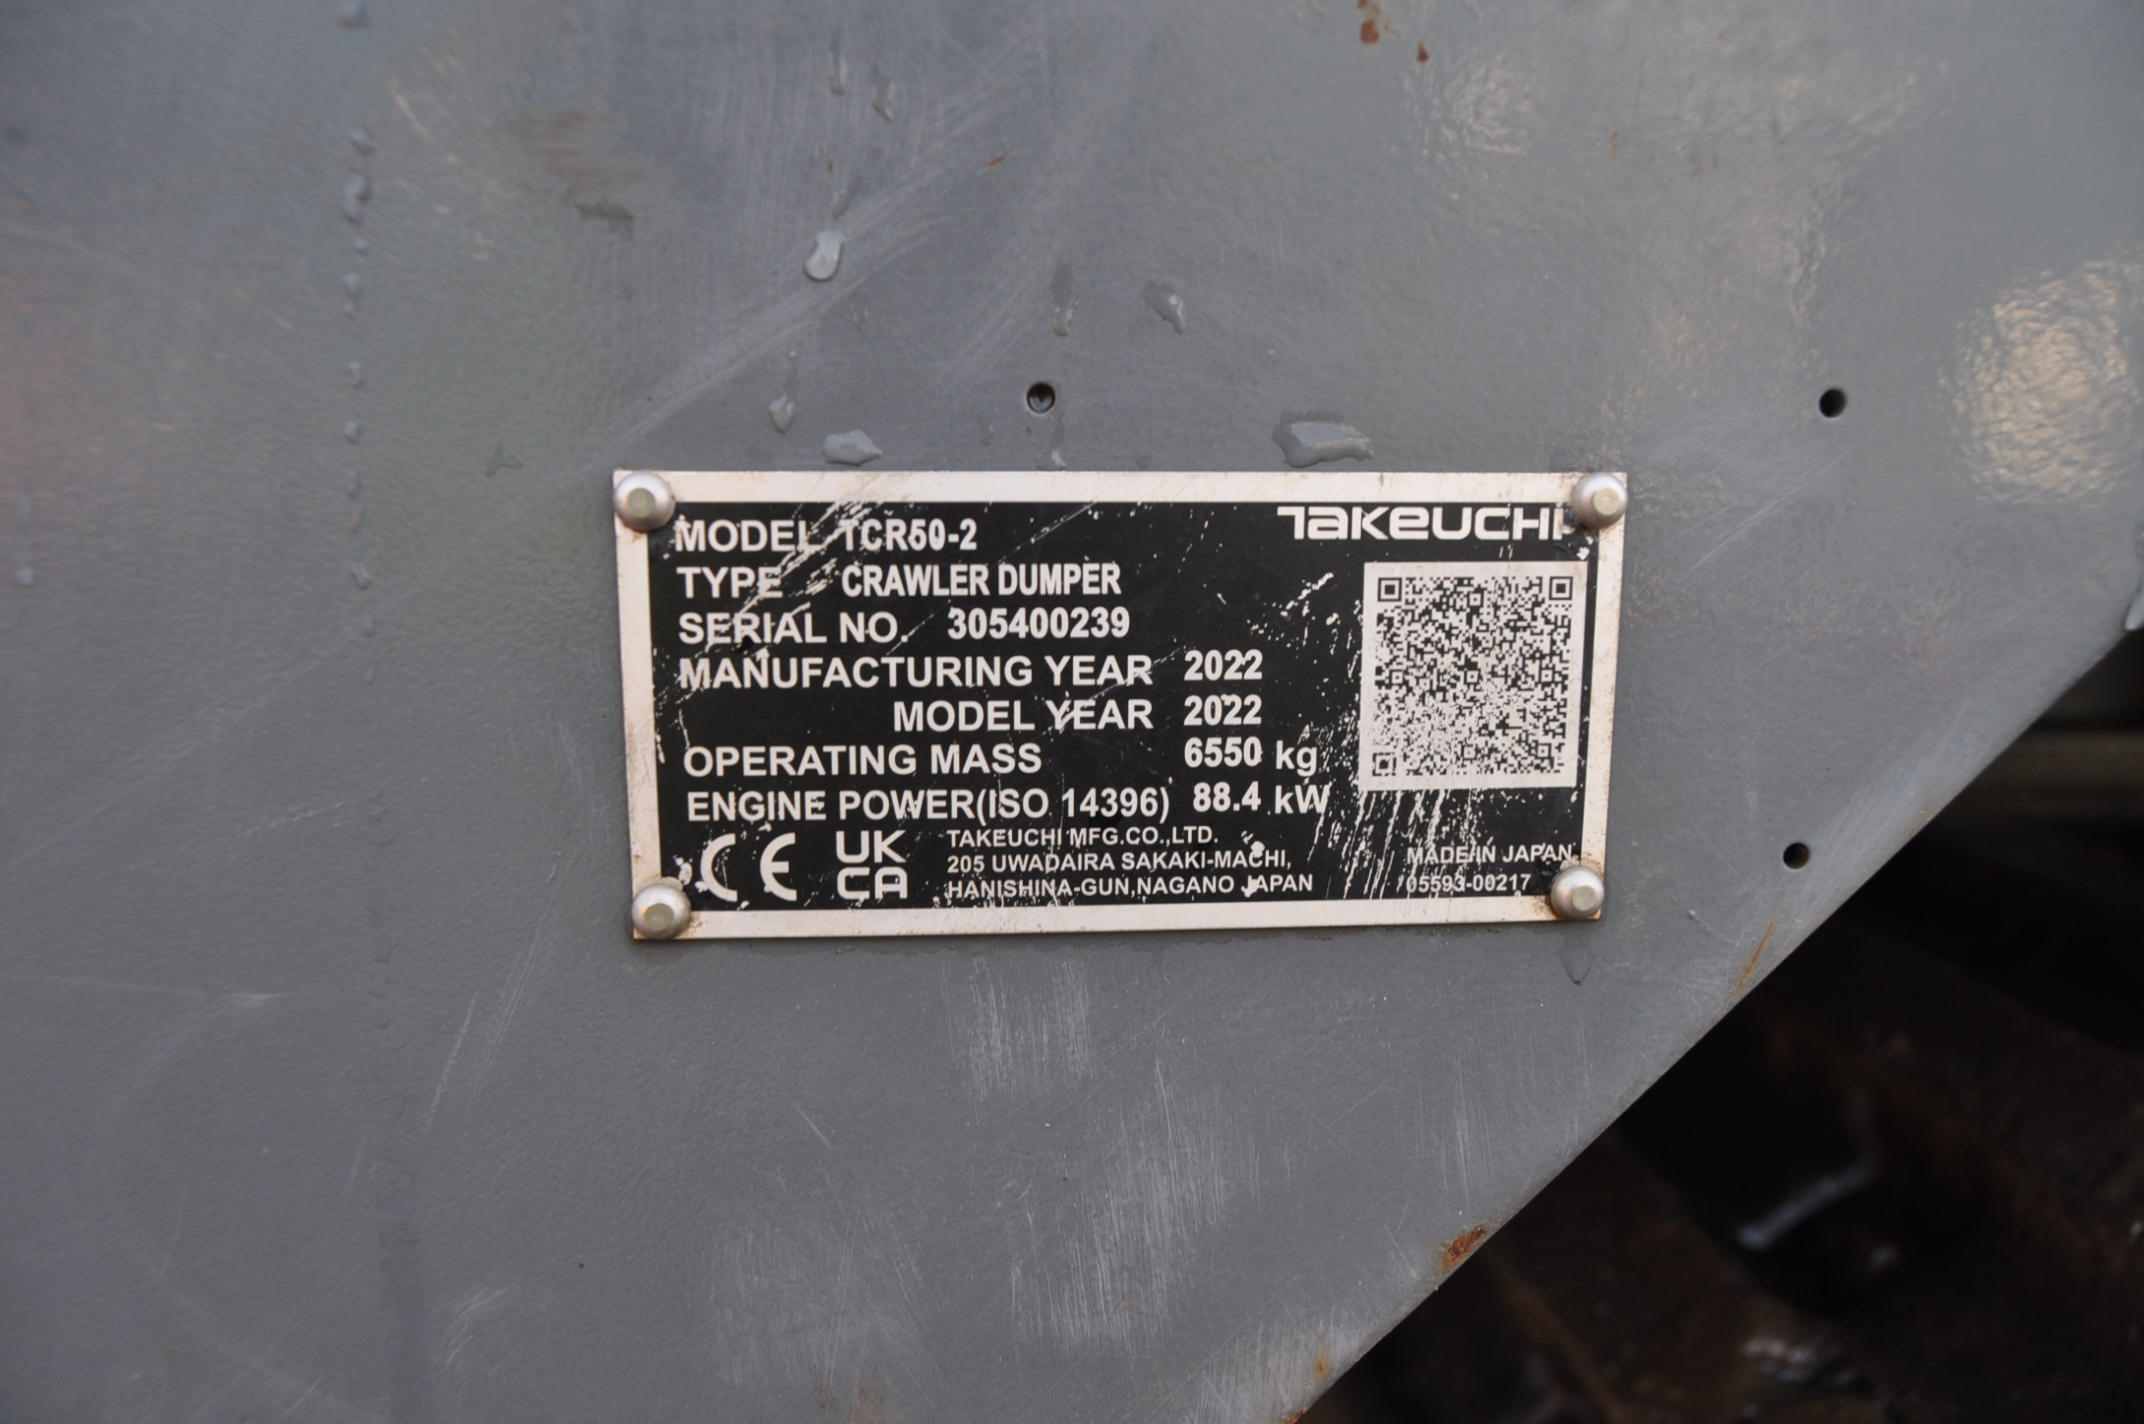 TAKEUCHI
MODEL TCR50-2
TYPE CRAWLER DUMPER
SERIAL NO. 305400239
MANUFACTURING YEAR 2022
MODEL YEAR 2022
OPERATING MASS 6550 kg
ENGINE POWER(ISO 14396) 88.4 kW
CE
UK
CA
TAKEUCHI MFG.CO.,LTD.
205 UWADAIRA SAKAKI-MACHI,
HANISHINA-GUN,NAGANO JAPAN
MADE IN JAPAN
05593-00217